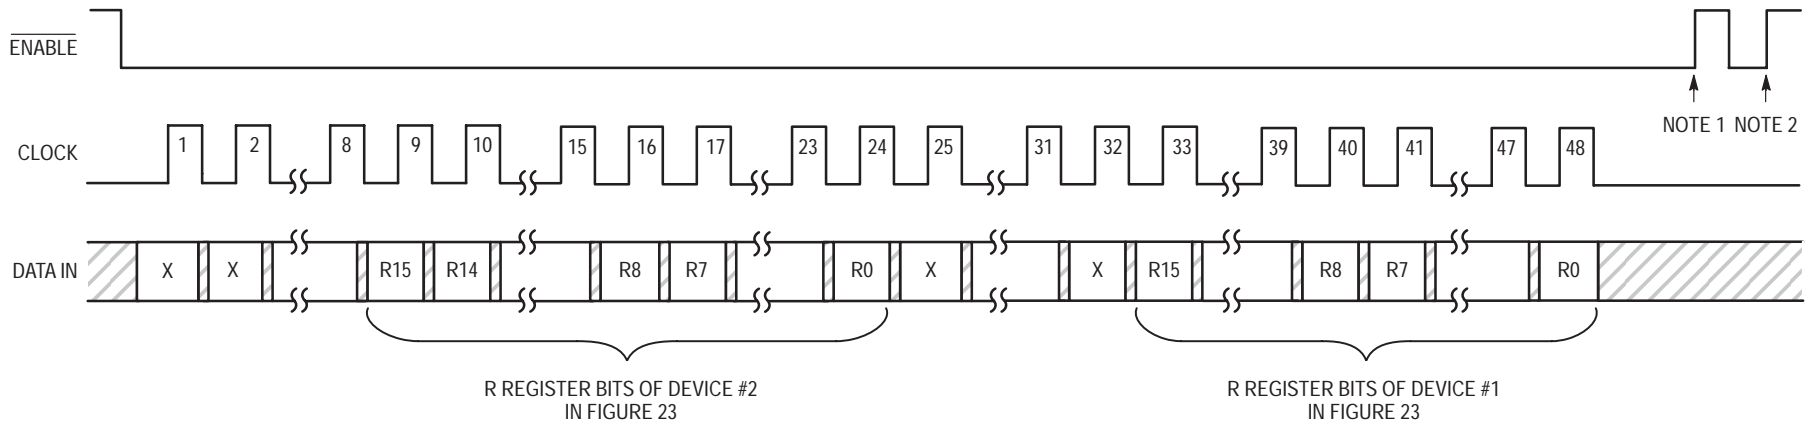 ENABLE
NOTE 1 NOTE 2
CLOCK 1 2 8 9 10 15 16 17 23 24 25 31 32 33 39 40 41 47 48
DATA IN X X R15 R14 R8 R7 R0 X X R15 R8 R7 R0
R REGISTER BITS OF DEVICE #2
IN FIGURE 23
R REGISTER BITS OF DEVICE #1
IN FIGURE 23